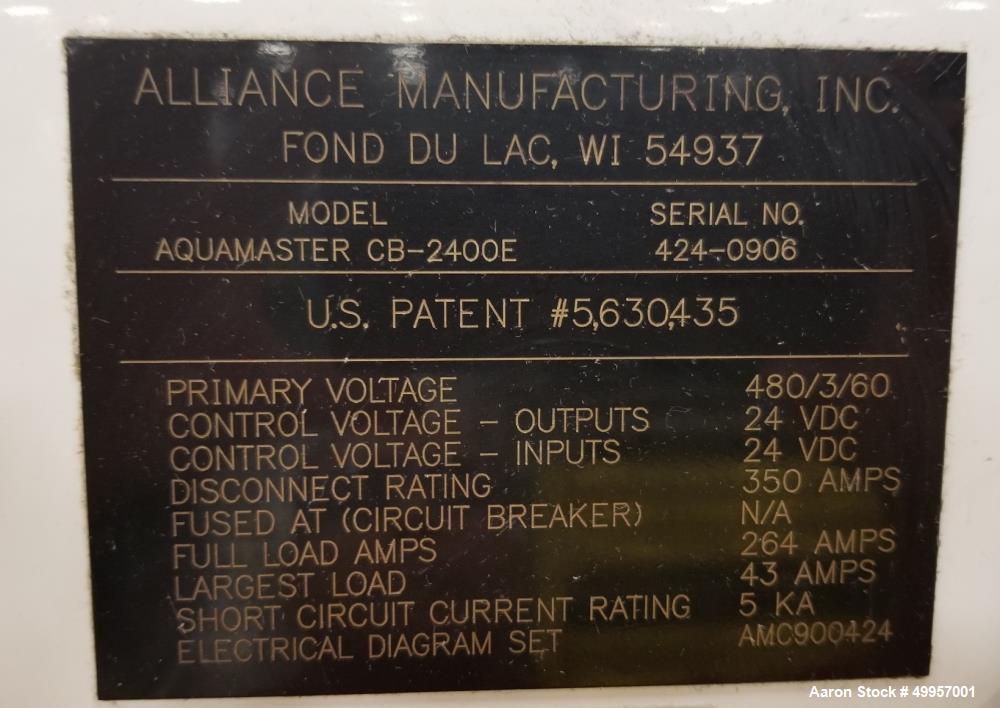 ALLIANCE MANUFACTURING, INC.
FOND DU LAC, WI 54937
MODEL SERIAL NO.
AQUAMASTER CB-2400E 424-0906
U.S. PATENT #5,630,435
PRIMARY VOLTAGE 480/3/60
CONTROL VOLTAGE - OUTPUTS 24 VDC
CONTROL VOLTAGE - INPUTS 24 VDC
DISCONNECT RATING 350 AMPS
FUSED AT (CIRCUIT BREAKER) N/A
FULL LOAD AMPS 264 AMPS
LARGEST LOAD 43 AMPS
SHORT CIRCUIT CURRENT RATING 5 KA
ELECTRICAL DIAGRAM SET AMC900424
Aaron Stock # 49957001